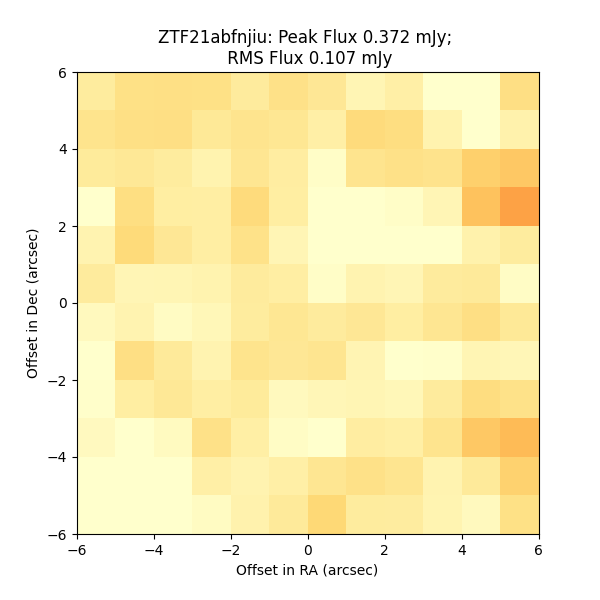 ZTF21abfnjiu: Peak Flux 0.372 mJy;
RMS Flux 0.107 mJy
6
4
2
0
−2
−4
−6
Offset in Dec (arcsec)
−6 −4 −2 0 2 4 6
Offset in RA (arcsec)